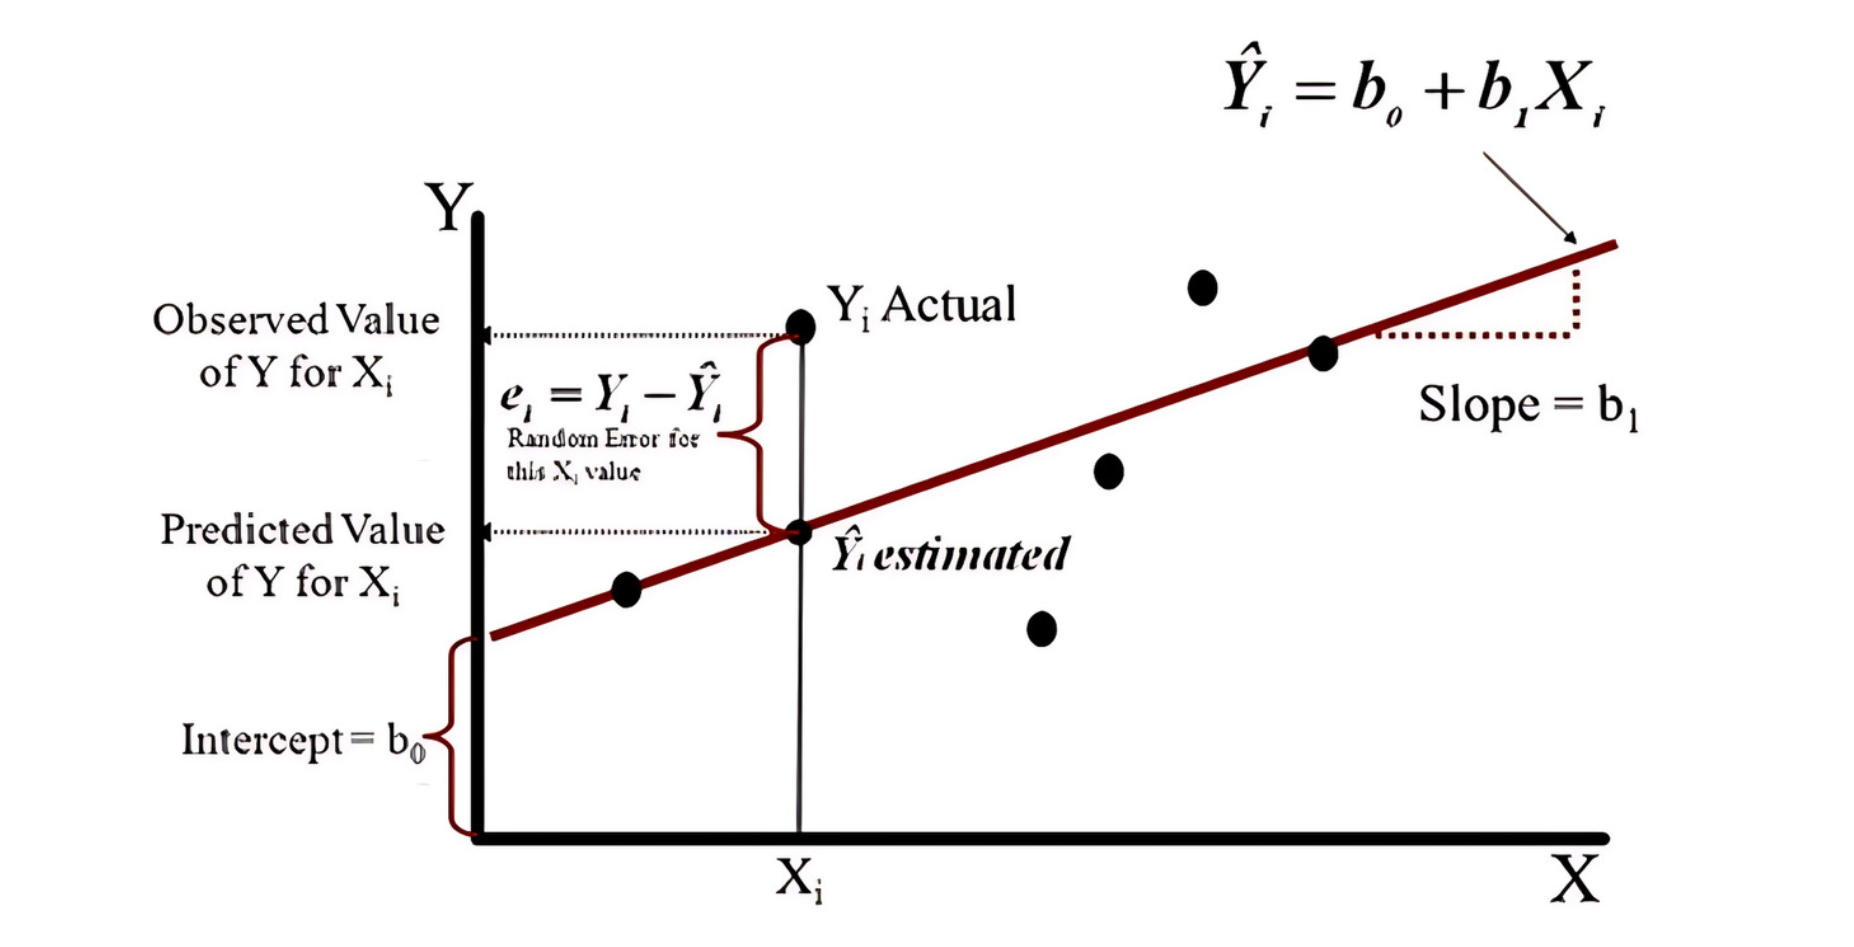 Ŷᵢ = b₀ + b₁Xᵢ
Y
Observed Value
of Y for Xᵢ
Yᵢ Actual
eᵢ = Yᵢ − Ŷᵢ
Random Error for
this Xᵢ value
Slope = b₁
Predicted Value
of Y for Xᵢ
Ŷᵢ estimated
Intercept = b₀
Xᵢ
X